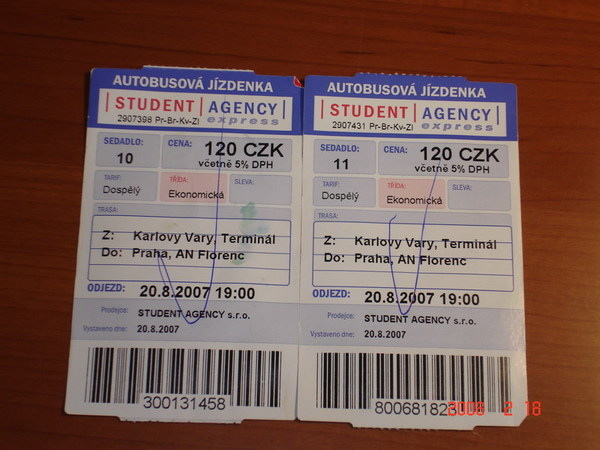 AUTOBUSOVÁ JÍZDENKA
STUDENT AGENCY
express
2907398 Pr-Br-Kv-Zl
SEDADLO: CENA: 120 CZK
10 včetně 5% DPH
TARIF: TŘÍDA: SLEVA:
Dospělý Ekonomická
TRASA:
Z: Karlovy Vary, Terminál
Do: Praha, AN Florenc
ODJEZD: 20.8.2007 19:00
Prodejce: STUDENT AGENCY s.r.o.
Vystaveno dne: 20.8.2007
300131458
AUTOBUSOVÁ JÍZDENKA
STUDENT AGENCY
express
2907431 Pr-Br-Kv-Zl
SEDADLO: CENA: 120 CZK
11 včetně 5% DPH
TARIF: TŘÍDA: SLEVA:
Dospělý Ekonomická
TRASA:
Z: Karlovy Vary, Terminál
Do: Praha, AN Florenc
ODJEZD: 20.8.2007 19:00
Prodejce: STUDENT AGENCY s.r.o.
Vystaveno dne: 20.8.2007
2 18